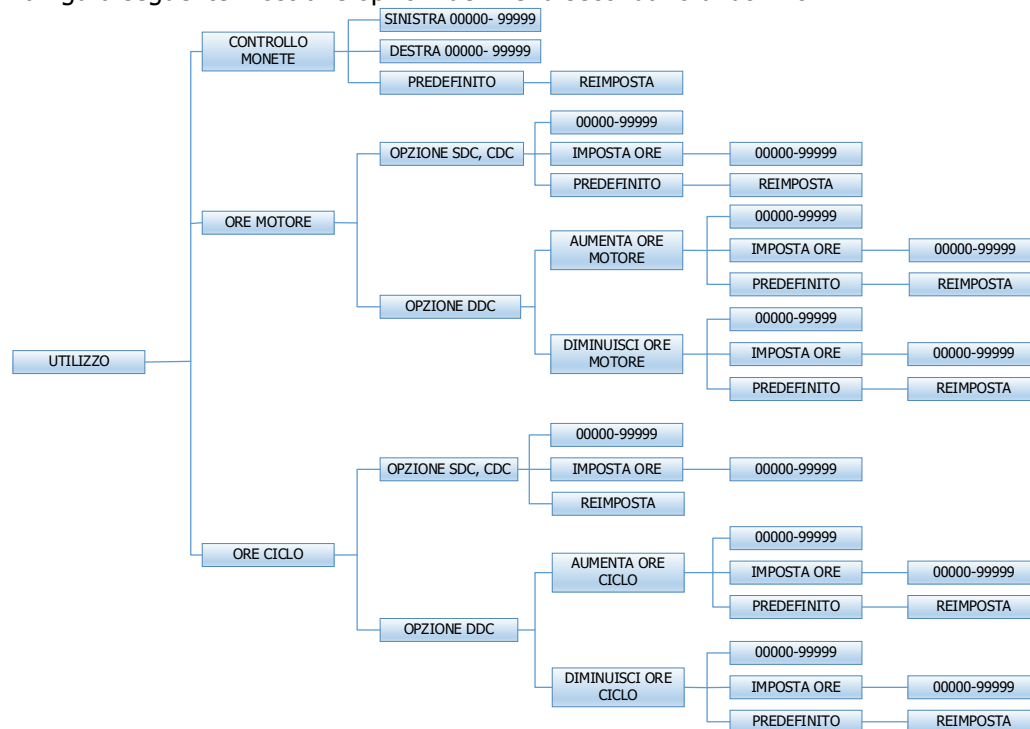 SINISTRA 00000- 99999
CONTROLLO
MONETE
DESTRA 00000- 99999
PREDEFINITO
REIMPOSTA
00000-99999
OPZIONE SDC, CDC
IMPOSTA ORE
00000-99999
PREDEFINITO
REIMPOSTA
ORE MOTORE
00000-99999
AUMENTA ORE
MOTORE
IMPOSTA ORE
00000-99999
PREDEFINITO
REIMPOSTA
OPZIONE DDC
00000-99999
DIMINUISCI ORE
MOTORE
IMPOSTA ORE
00000-99999
PREDEFINITO
REIMPOSTA
UTILIZZO
00000-99999
OPZIONE SDC, CDC
IMPOSTA ORE
00000-99999
REIMPOSTA
ORE CICLO
00000-99999
AUMENTA ORE
CICLO
IMPOSTA ORE
00000-99999
PREDEFINITO
REIMPOSTA
OPZIONE DDC
00000-99999
DIMINUISCI ORE
CICLO
IMPOSTA ORE
00000-99999
PREDEFINITO
REIMPOSTA